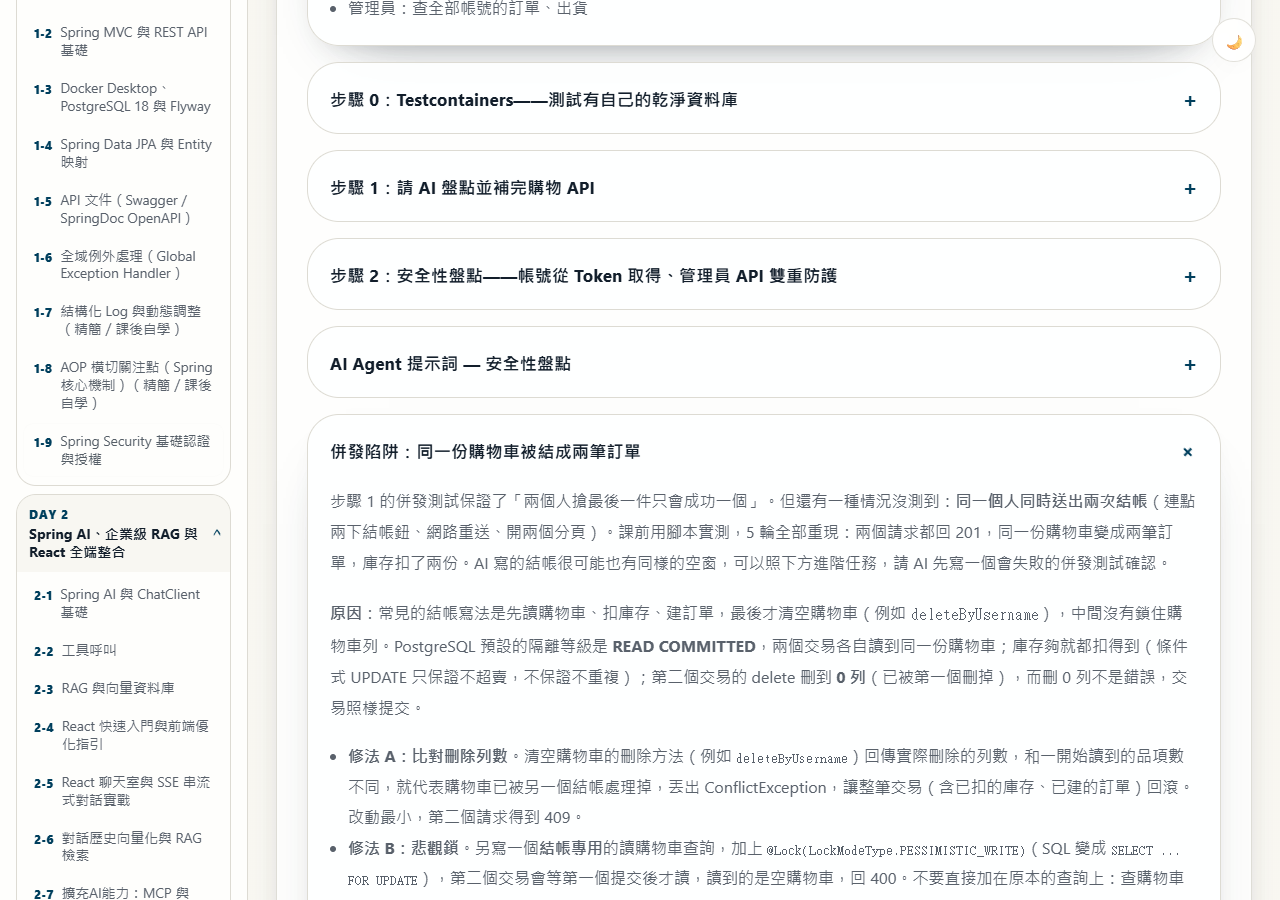 1-2 Spring MVC 與 REST API
基礎
1-3 Docker Desktop、
PostgreSQL 18 與 Flyway
1-4 Spring Data JPA 與 Entity
映射
1-5 API 文件（Swagger /
SpringDoc OpenAPI）
1-6 全域例外處理（Global
Exception Handler）
1-7 結構化 Log 與動態調整
（精簡 / 課後自學）
1-8 AOP 橫切關注點（Spring
核心機制）（精簡 / 課後
自學）
1-9 Spring Security 基礎認證
與授權
DAY 2
Spring AI、企業級 RAG 與
React 全端整合
2-1 Spring AI 與 ChatClient
基礎
2-2 工具呼叫
2-3 RAG 與向量資料庫
2-4 React 快速入門與前端優
化指引
2-5 React 聊天室與 SSE 串流
式對話實戰
2-6 對話歷史向量化與 RAG
檢索
2-7 擴充AI能力：MCP 與
• 管理員：查全部帳號的訂單、出貨
步驟 0：Testcontainers——測試有自己的乾淨資料庫
步驟 1：請 AI 盤點並補完購物 API
步驟 2：安全性盤點——帳號從 Token 取得、管理員 API 雙重防護
AI Agent 提示詞 — 安全性盤點
併發陷阱：同一份購物車被結成兩筆訂單
步驟 1 的併發測試保證了「兩個人搶最後一件只會成功一個」。但還有一種情況沒測到：同一個人同時送出兩次結帳（連點
兩下結帳鈕、網路重送、開兩個分頁）。課前用腳本實測，5 輪全部重現：兩個請求都回 201，同一份購物車變成兩筆訂
單，庫存扣了兩份。AI 寫的結帳很可能也有同樣的空窗，可以照下方進階任務，請 AI 先寫一個會失敗的併發測試確認。
原因：常見的結帳寫法是先讀購物車、扣庫存、建訂單，最後才清空購物車（例如 deleteByUsername），中間沒有鎖住購
物車列。PostgreSQL 預設的隔離等級是 READ COMMITTED，兩個交易各自讀到同一份購物車；庫存夠就都扣得到（條件
式 UPDATE 只保證不超賣，不保證不重複）；第二個交易的 delete 刪到 0 列（已被第一個刪掉），而刪 0 列不是錯誤，交
易照樣提交。
• 修法 A：比對刪除列數。清空購物車的刪除方法（例如 deleteByUsername）回傳實際刪除的列數，和一開始讀到的品項數
不同，就代表購物車已被另一個結帳處理掉，丟出 ConflictException，讓整筆交易（含已扣的庫存、已建的訂單）回滾。
改動最小，第二個請求得到 409。
• 修法 B：悲觀鎖。另寫一個結帳專用的讀購物車查詢，加上 @Lock(LockModeType.PESSIMISTIC_WRITE)（SQL 變成 SELECT ...
FOR UPDATE），第二個交易會等第一個提交後才讀，讀到的是空購物車，回 400。不要直接加在原本的查詢上：查購物車